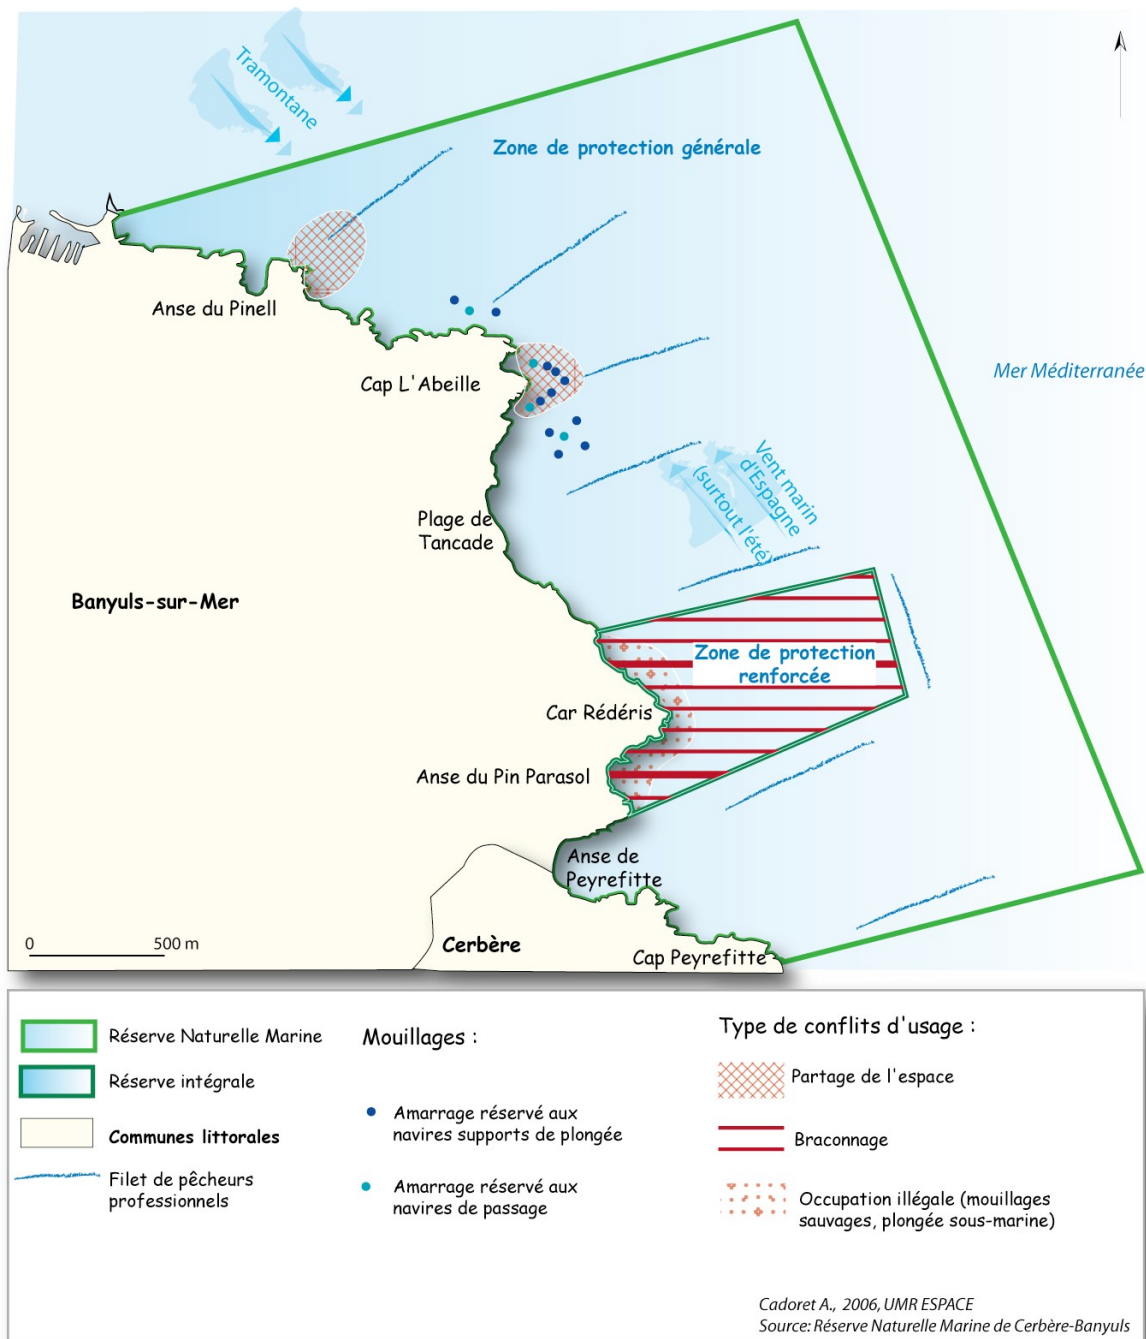 Tramontane
Zone de protection générale
Anse du Pinell
Cap L'Abeille
Mer Méditerranée
Vent marin
d'Espagne
(surtout l'été)
Plage de
Tancade
Banyuls-sur-Mer
Zone de protection
renforcée
Car Rédéris
Anse du Pin Parasol
Anse de
Peyrefitte
0 500 m
Cerbère
Cap Peyrefitte
Réserve Naturelle Marine
Réserve intégrale
Communes littorales
Filet de pêcheurs
professionnels
Mouillages :
Amarrage réservé aux
navires supports de plongée
Amarrage réservé aux
navires de passage
Type de conflits d'usage :
Partage de l'espace
Braconnage
Occupation illégale (mouillages
sauvages, plongée sous-marine)
Cadoret A., 2006, UMR ESPACE
Source: Réserve Naturelle Marine de Cerbère-Banyuls